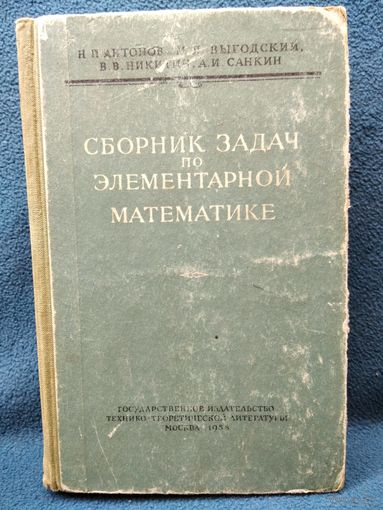 Н. П. АНТОНОВ, М. Я. ВЫГОДСКИЙ,
В. В. НИКИТИН, А. И. САНКИН
СБОРНИК ЗАДАЧ
ПО
ЭЛЕМЕНТАРНОЙ
МАТЕМАТИКЕ
ГОСУДАРСТВЕННОЕ ИЗДАТЕЛЬСТВО
ТЕХНИКО-ТЕОРЕТИЧЕСКОЙ ЛИТЕРАТУРЫ
МОСКВА 1958